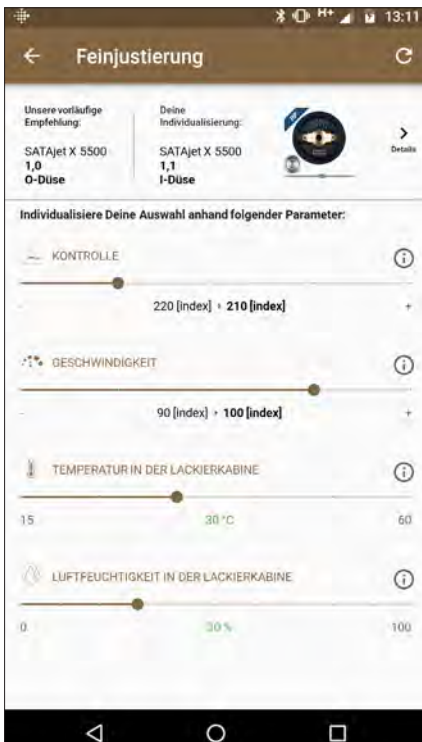 H+ 13:11
Feinjustierung
Unsere vorläufige
Empfehlung:
SATAjet X 5500
1,0
O-Düse
Deine
Individualisierung:
SATAjet X 5500
1,1
I-Düse
HF
Details
Individualisiere Deine Auswahl anhand folgender Parameter:
KONTROLLE
- 220 [index] › 210 [index] +
GESCHWINDIGKEIT
- 90 [index] › 100 [index] +
TEMPERATUR IN DER LACKIERKABINE
15 30 °C 60
LUFTFEUCHTIGKEIT IN DER LACKIERKABINE
0 30 % 100